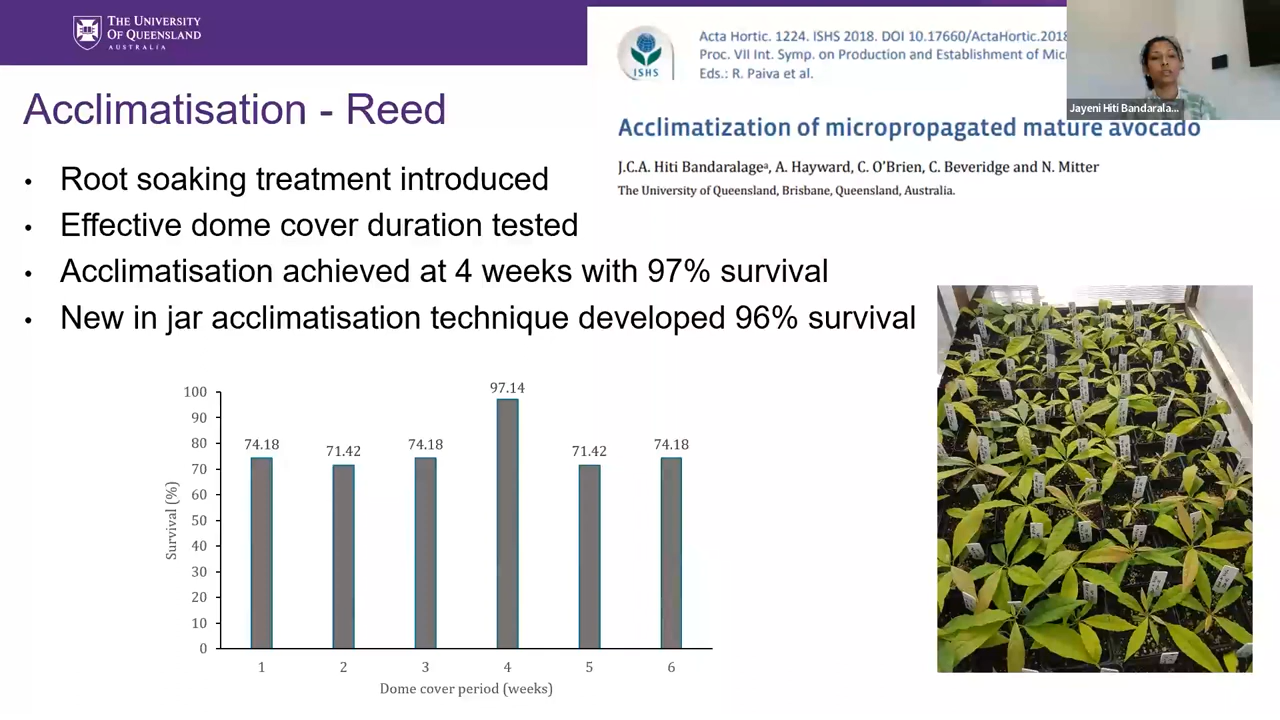 THE UNIVERSITY
OF QUEENSLAND
AUSTRALIA
ISHS
Acta Hortic. 1224. ISHS 2018. DOI 10.17660/ActaHortic.2018
Proc. VII Int. Symp. on Production and Establishment of
Eds.: R. Paiva et al.
Jayeni Hiti Bandarala...
Acclimatisation - Reed
Acclimatization of micropropagated mature avocado
J.C.A. Hiti Bandaralageª, A. Hayward, C. O’Brien, C. Beveridge and N. Mitter
The University of Queensland, Brisbane, Queensland, Australia.
• Root soaking treatment introduced
• Effective dome cover duration tested
• Acclimatisation achieved at 4 weeks with 97% survival
• New in jar acclimatisation technique developed 96% survival
Survival (%)
100
90
80
70
60
50
40
30
20
10
0
74.18
71.42
74.18
97.14
71.42
74.18
1 2 3 4 5 6
Dome cover period (weeks)